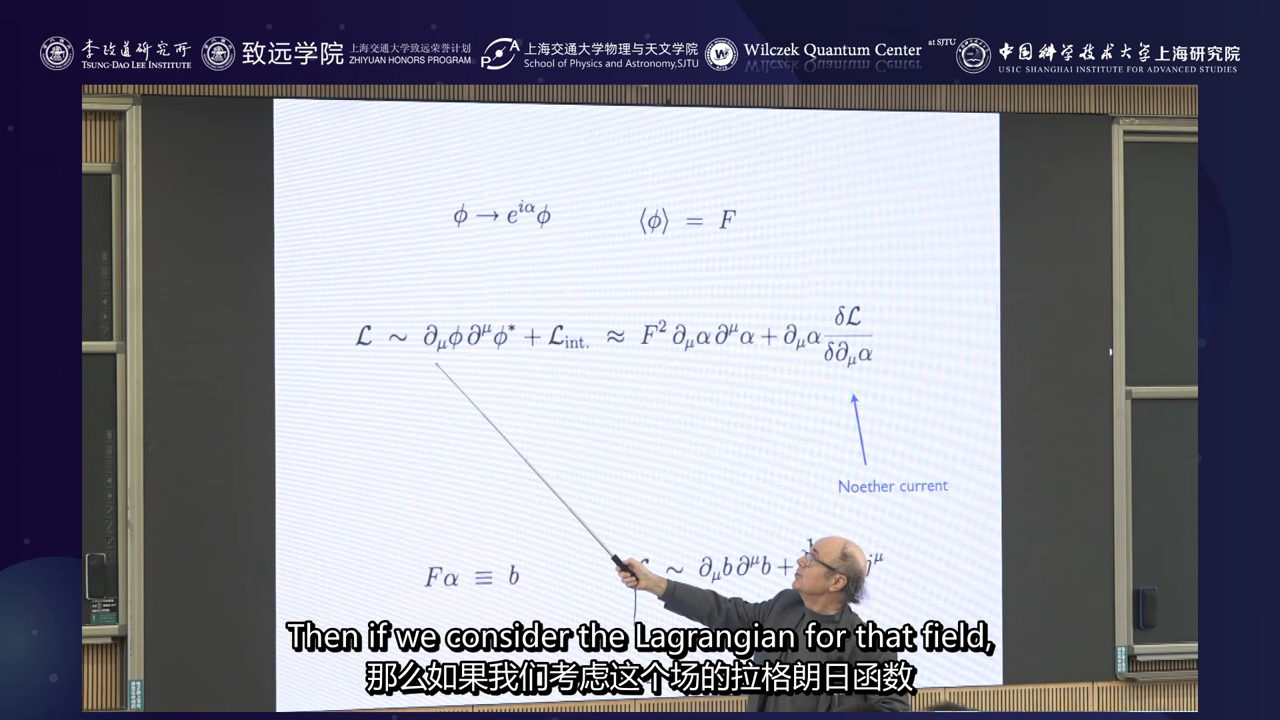 李政道研究所
TSUNG-DAO LEE INSTITUTE
致远学院
上海交通大学致远荣誉计划
ZHIYUAN HONORS PROGRAM
上海交通大学物理与天文学院
School of Physics and Astronomy,SJTU
Wilczek Quantum Center at SJTU
中国科学技术大学上海研究院
USTC SHANGHAI INSTITUTE FOR ADVANCED STUDIES
ϕ → e^{iα}ϕ ⟨ϕ⟩ = F
ℒ ~ ∂_μϕ∂^μϕ* + ℒ_int. ≈ F² ∂_μα∂^μα + ∂_μα δℒ/δ∂_μα
Noether current
Fα ≡ b ~ ∂_μb∂^μb + j^μ
Then if we consider the Lagrangian for that field,
那么如果我们考虑这个场的拉格朗日函数